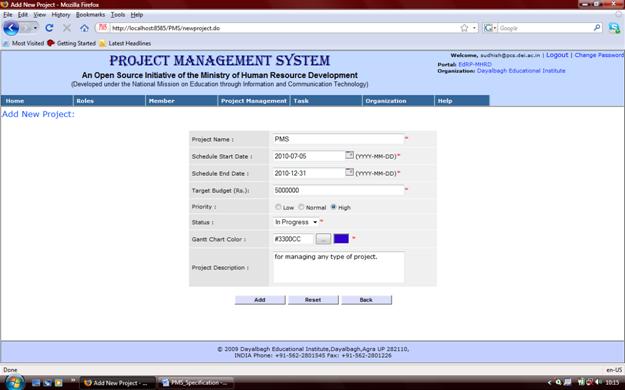 Add New Project - Mozilla Firefox
File Edit View History Bookmarks Tools Help
http://localhost:8585/PMS/newproject.do
Google
Most Visited Getting Started Latest Headlines
PROJECT MANAGEMENT SYSTEM
An Open Source Initiative of the Ministry of Human Resource Development
(Developed under the National Mission on Education through Information and Communication Technology)
Welcome, sudhish@pcs.dei.ac.in | Logout | Change Password
Portal: EdRP-MHRD
Organization: Dayalbagh Educational Institute
Home Roles Member Project Management Task Organization Help
Add New Project:
Project Name : PMS *
Schedule Start Date : 2010-07-05 (YYYY-MM-DD)*
Schedule End Date : 2010-12-31 (YYYY-MM-DD)*
Target Budget (Rs.): 5000000 *
Priority : Low Normal High
Status : In Progress *
Gantt Chart Color : #3300CC ... *
Project Description : for managing any type of project.
Add Reset Back
© 2009 Dayalbagh Educational Institute,Dayalbagh,Agra UP 282110,
INDIA Phone: +91-562-2801545 Fax: +91-562-2801226
Done en-US
Add New Project - ... PMS_Specification - ... 10:15